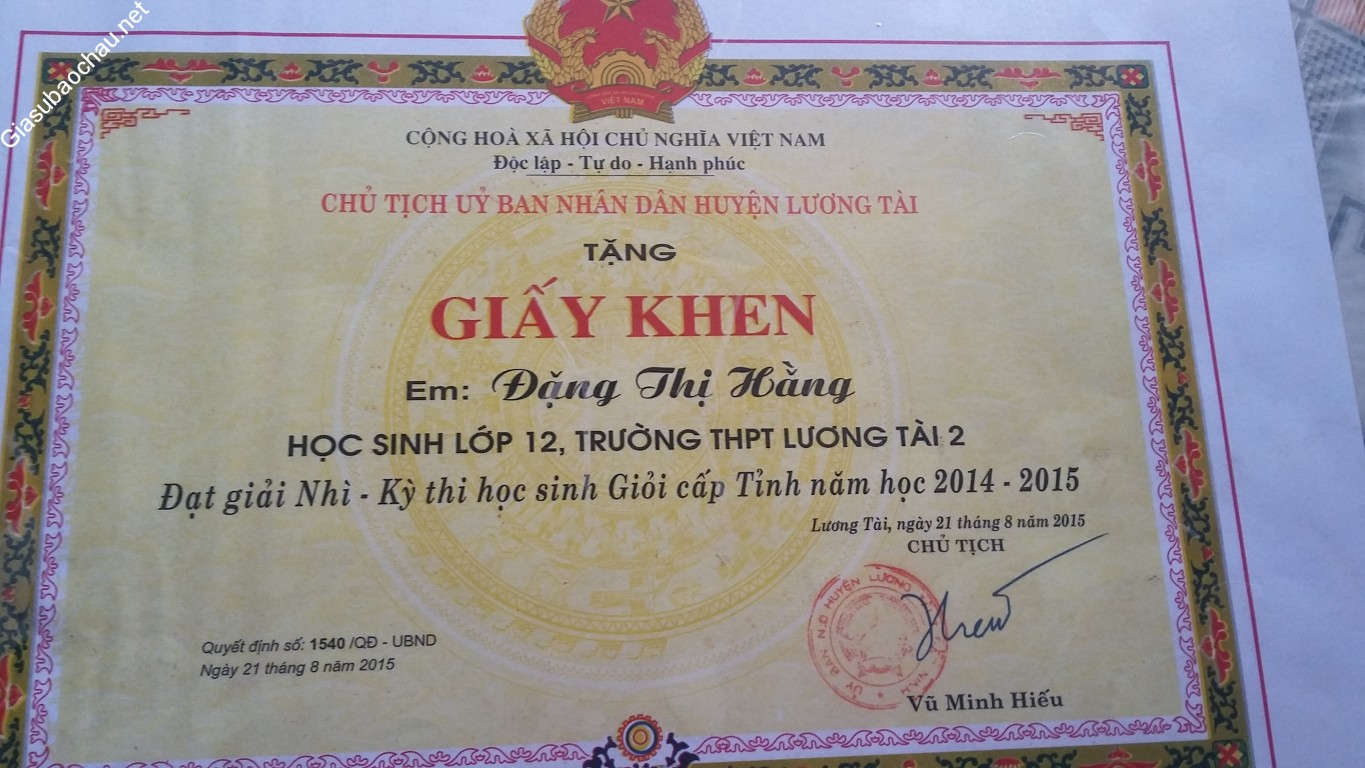 Giasubaochau.net
VIỆT NAM
CỘNG HOÀ XÃ HỘI CHỦ NGHĨA VIỆT NAM
Độc lập - Tự do - Hạnh phúc
CHỦ TỊCH UỶ BAN NHÂN DÂN HUYỆN LƯƠNG TÀI
TẶNG
GIẤY KHEN
Em: Đặng Thị Hằng
HỌC SINH LỚP 12, TRƯỜNG THPT LƯƠNG TÀI 2
Đạt giải Nhì - Kỳ thi học sinh Giỏi cấp Tỉnh năm học 2014 - 2015
Lương Tài, ngày 21 tháng 8 năm 2015
CHỦ TỊCH
ỦY BAN N.D HUYỆN LƯƠNG
Quyết định số: 1540 /QĐ - UBND
Ngày 21 tháng 8 năm 2015
Vũ Minh Hiếu